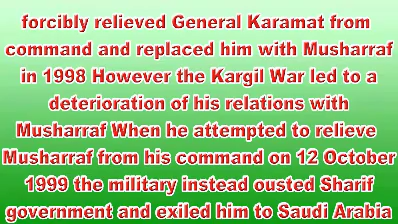 forcibly relieved General Karamat from
command and replaced him with Musharraf
in 1998 However the Kargil War led to a
deterioration of his relations with
Musharraf When he attempted to relieve
Musharraf from his command on 12 October
1999 the military instead ousted Sharif
government and exiled him to Saudi Arabia